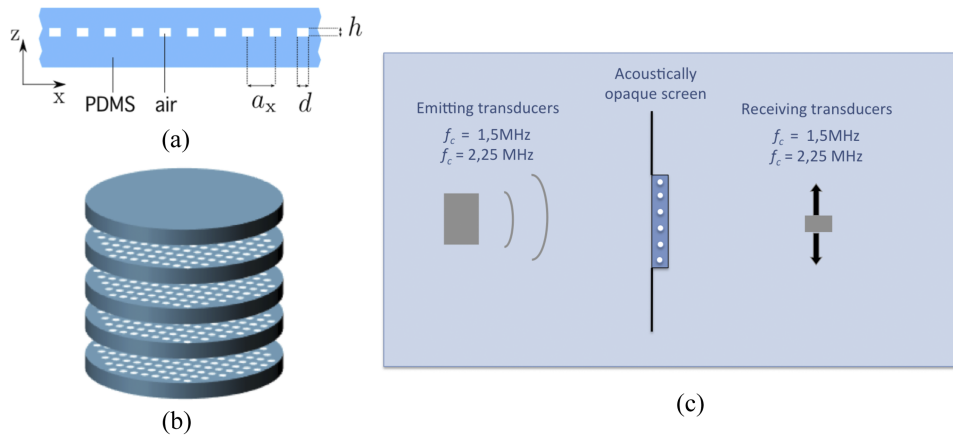 z
x
PDMS
air
a_x
d
h
(a)
(b)
Emitting transducers
f_c = 1,5MHz
f_c = 2,25 MHz
Acoustically
opaque screen
Receiving transducers
f_c = 1,5MHz
f_c = 2,25 MHz
(c)